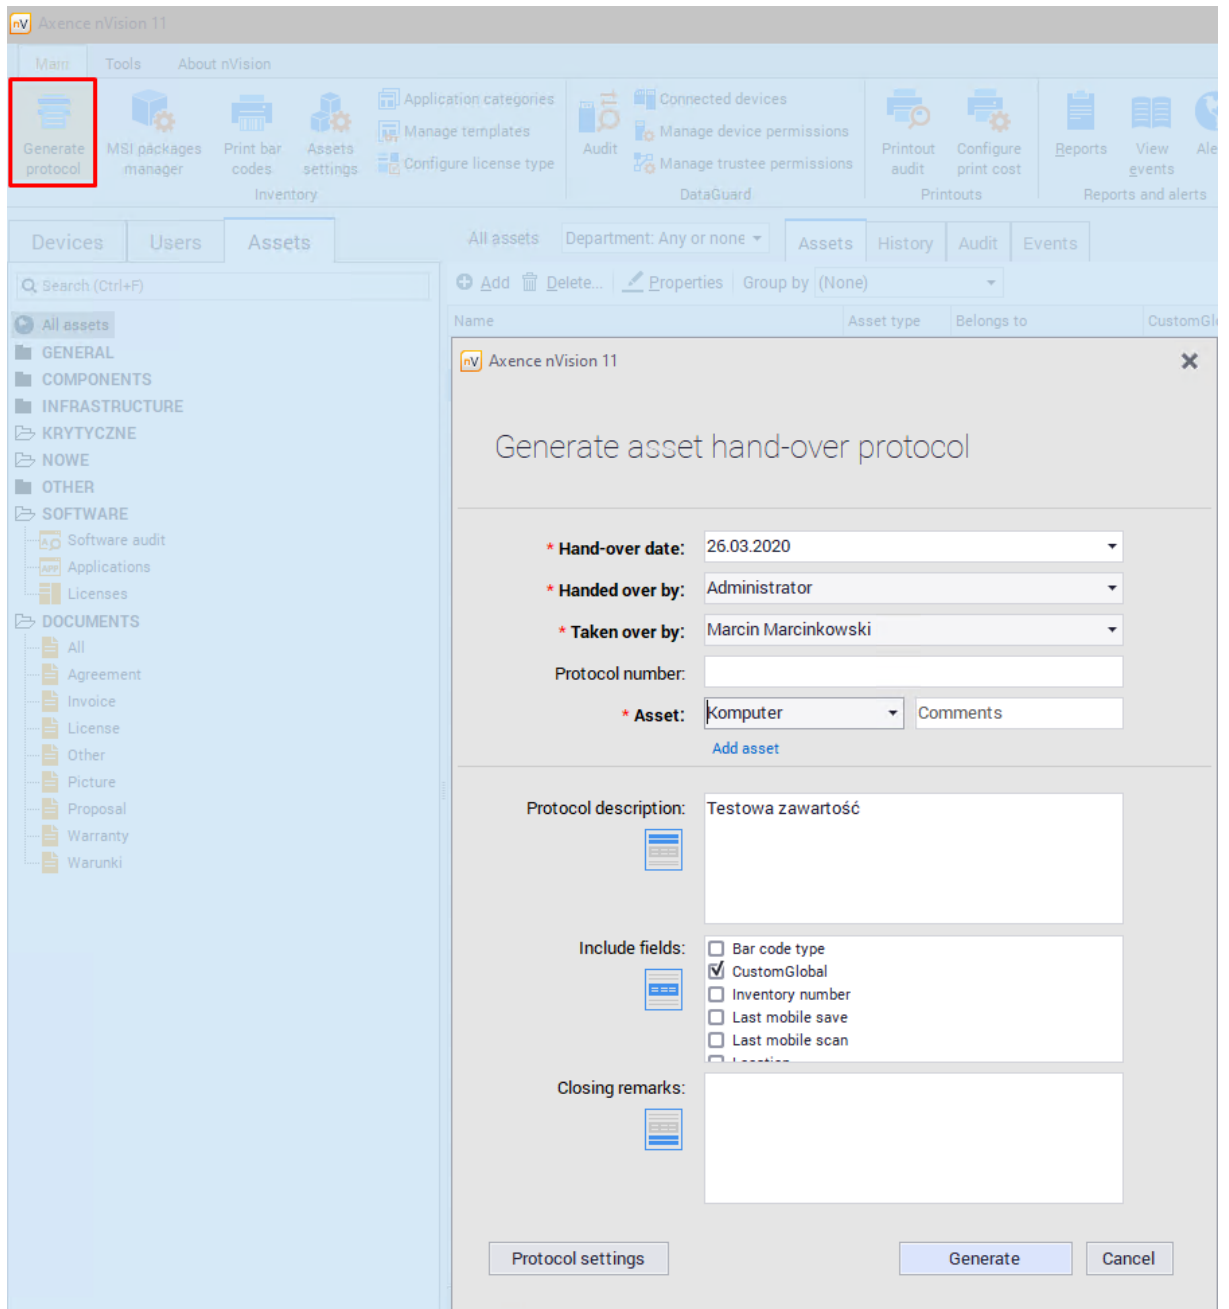 Axence nVision 11
Main Tools About nVision
Generate protocol
MSI packages manager
Print bar codes
Assets settings
Application categories
Manage templates
Configure license type
Inventory
Audit
Connected devices
Manage device permissions
Manage trustee permissions
DataGuard
Printout audit
Configure print cost
Printouts
Reports
View events
Ale
Reports and alerts
Devices Users Assets
All assets Department: Any or none Assets History Audit Events
Search (Ctrl+F)
Add Delete... Properties Group by (None)
Name Asset type Belongs to CustomGl
All assets
GENERAL
COMPONENTS
INFRASTRUCTURE
KRYTYCZNE
NOWE
OTHER
SOFTWARE
Software audit
Applications
Licenses
DOCUMENTS
All
Agreement
Invoice
License
Other
Picture
Proposal
Warranty
Warunki
Axence nVision 11
Generate asset hand-over protocol
* Hand-over date: 26.03.2020
* Handed over by: Administrator
* Taken over by: Marcin Marcinkowski
Protocol number:
* Asset: Komputer Comments
Add asset
Protocol description: Testowa zawartość
Include fields: Bar code type
CustomGlobal
Inventory number
Last mobile save
Last mobile scan
Location
Closing remarks:
Protocol settings Generate Cancel